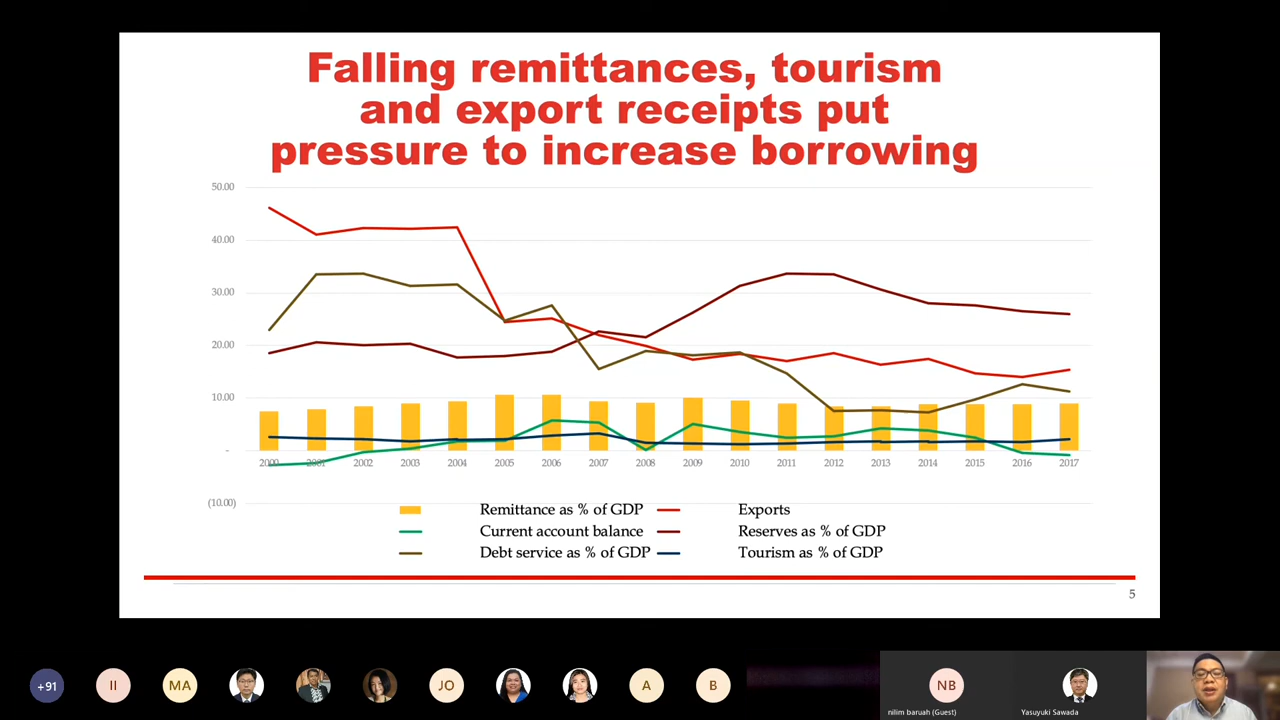 Falling remittances, tourism
and export receipts put
pressure to increase borrowing
50.00
40.00
30.00
20.00
10.00
-
2000 2001 2002 2003 2004 2005 2006 2007 2008 2009 2010 2011 2012 2013 2014 2015 2016 2017
(10.00)
Remittance as % of GDP Exports
Current account balance Reserves as % of GDP
Debt service as % of GDP Tourism as % of GDP
5
+91 II MA JO A B NB
nilim baruah (Guest) Yasuyuki Sawada